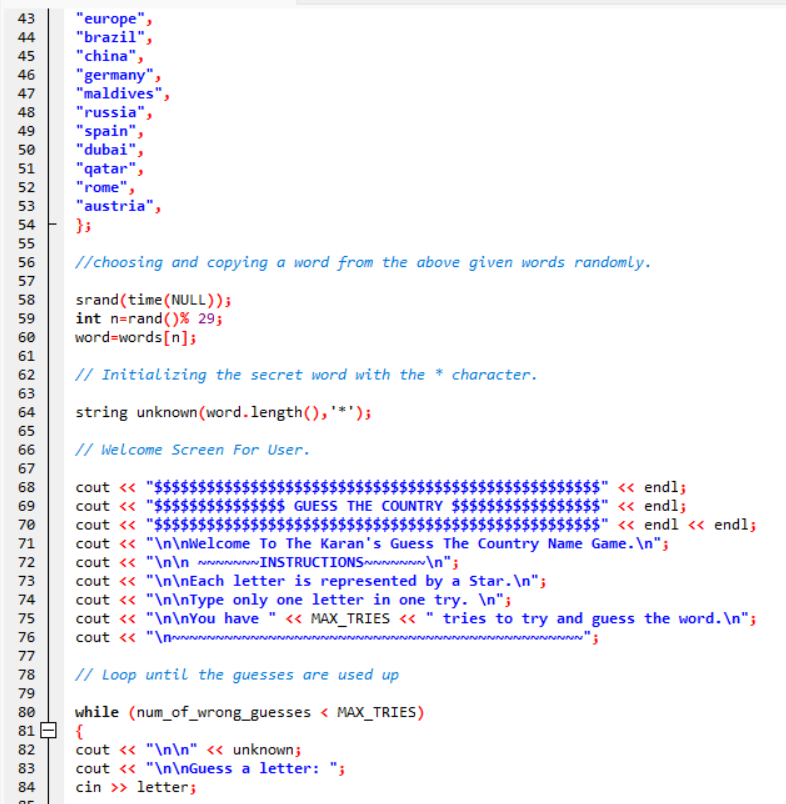 43 "europe",
44 "brazil",
45 "china",
46 "germany",
47 "maldives",
48 "russia",
49 "spain",
50 "dubai",
51 "qatar",
52 "rome",
53 "austria",
54 };
55
56 //choosing and copying a word from the above given words randomly.
57
58 srand(time(NULL));
59 int n=rand()% 29;
60 word=words[n];
61
62 // Initializing the secret word with the * character.
63
64 string unknown(word.length(),'*');
65
66 // Welcome Screen For User.
67
68 cout << "$$$$$$$$$$$$$$$$$$$$$$$$$$$$$$$$$$$$$$$$$$$$$$$$$$$" << endl;
69 cout << "$$$$$$$$$$$$$$$ GUESS THE COUNTRY $$$$$$$$$$$$$$$$$" << endl;
70 cout << "$$$$$$$$$$$$$$$$$$$$$$$$$$$$$$$$$$$$$$$$$$$$$$$$$$$" << endl << endl;
71 cout << "\n\nWelcome To The Karan's Guess The Country Name Game.\n";
72 cout << "\n\n ~~~~~~~INSTRUCTIONS~~~~~~~\n";
73 cout << "\n\nEach letter is represented by a Star.\n";
74 cout << "\n\nType only one letter in one try. \n";
75 cout << "\n\nYou have " << MAX_TRIES << " tries to try and guess the word.\n";
76 cout << "\n~~~~~~~~~~~~~~~~~~~~~~~~~~~~~~~~~~~~~~~~~~~~~~~";
77
78 // Loop until the guesses are used up
79
80 while (num_of_wrong_guesses < MAX_TRIES)
81 {
82 cout << "\n\n" << unknown;
83 cout << "\n\nGuess a letter: ";
84 cin >> letter;